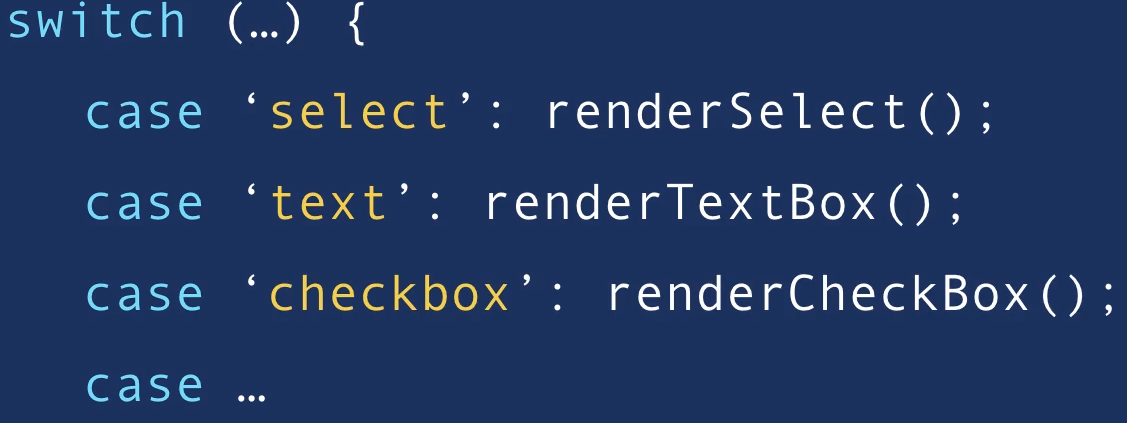 switch (…) {
case ‘select’: renderSelect();
case ‘text’: renderTextBox();
case ‘checkbox’: renderCheckBox();
case …